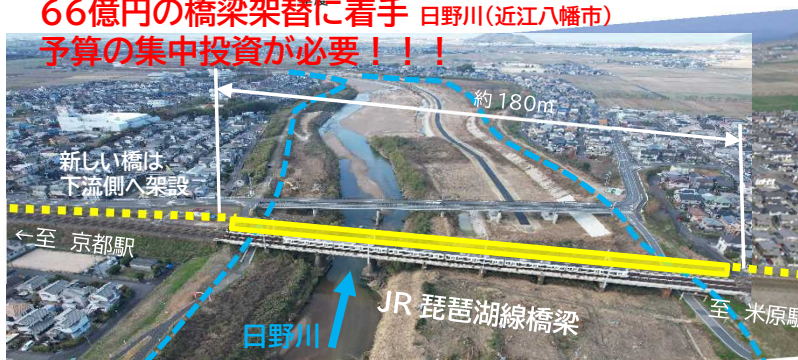 66億円の橋梁架替に着手 日野川(近江八幡市)
予算の集中投資が必要！！！
約180m
新しい橋は、
下流側へ架設
←至 京都駅
JR琵琶湖線橋梁
至 米原駅
日野川